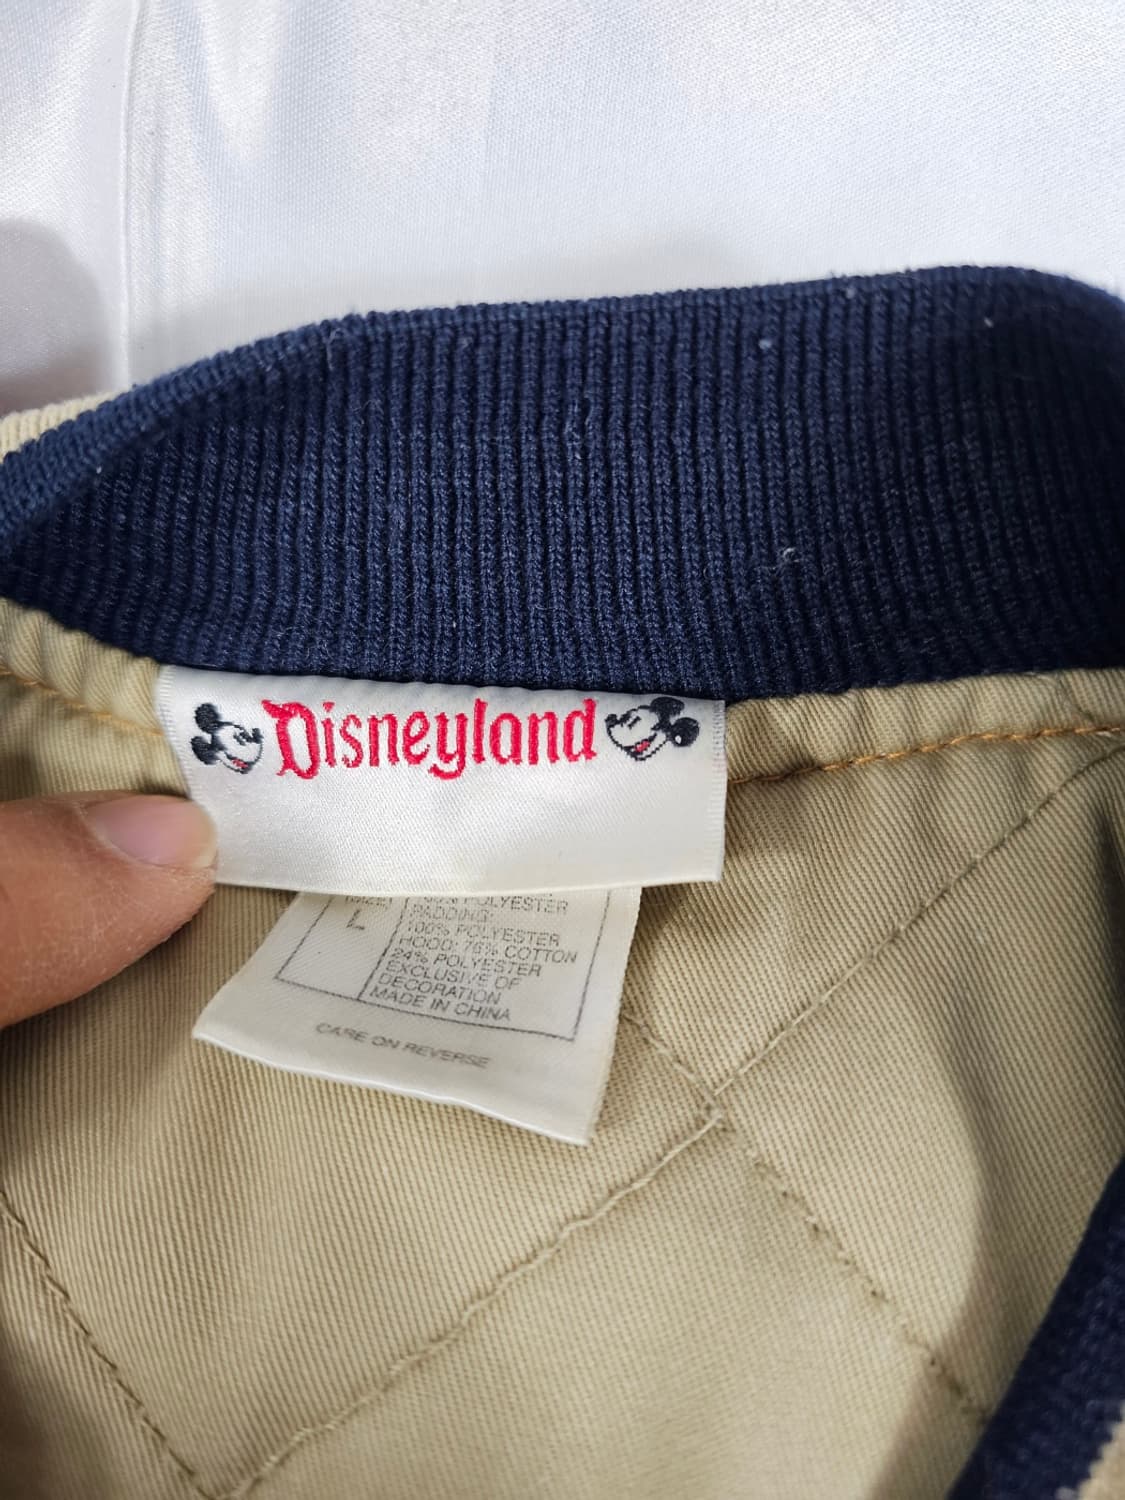 Disneyland
SIZE:
L
POLYESTER
PADDING:
100% POLYESTER
HOOD: 76% COTTON
24% POLYESTER
EXCLUSIVE OF
DECORATION
MADE IN CHINA
CARE ON REVERSE